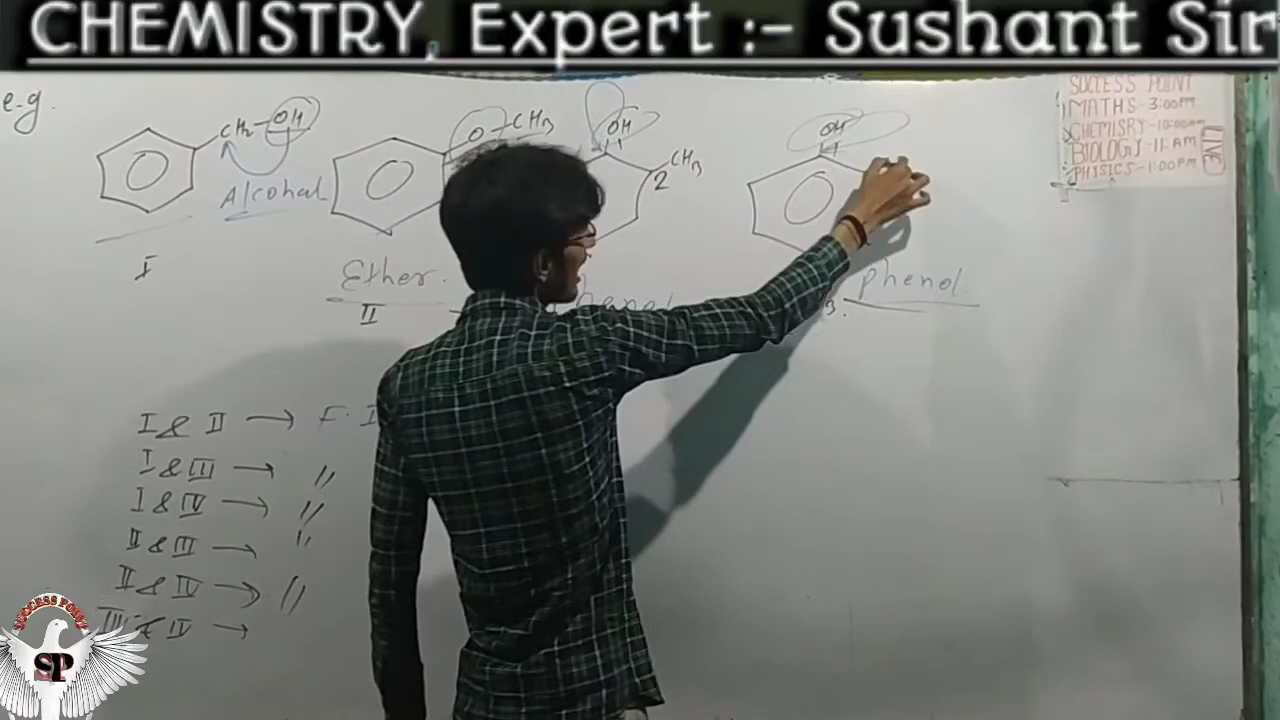 CHEMISTRY, Expert :- Sushant Sir
SUCCESS POINT
MATHS - 3:00 PM
CHEMISRY - 10:00 AM
BIOLOGY - 11: AM
PHYSICS - 1:00 PM
LIVE
e.g.
CH₂-OH
Alcohal
I
O-CH₃
Ether.
II
OH
CH₃
2
OH
phenol.
I & II → F. I
I & III → "
I & IV → "
II & III → "
II & IV → "
III & IV →
SUCCESS POINT
SP